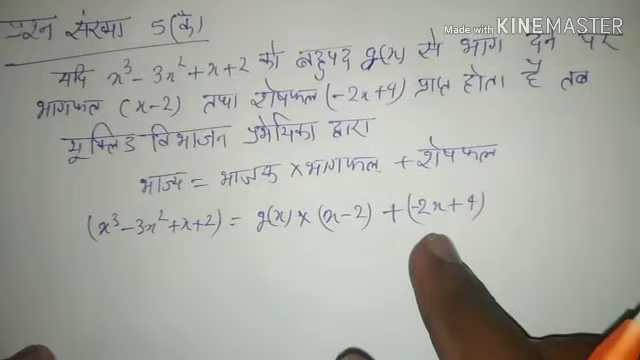 Made with KINEMASTER
प्रश्न संख्या 5(क)
यदि x³-3x²+x+2 को बहुपद g(x) से भाग देने पर
भागफल (x-2) तथा शेषफल (-2x+4) प्राप्त होता है तब
यूक्लिड विभाजन प्रमेयिका द्वारा
भाज्य = भाजक × भागफल + शेषफल
(x³-3x²+x+2) = g(x) × (x-2) + (-2x+4)